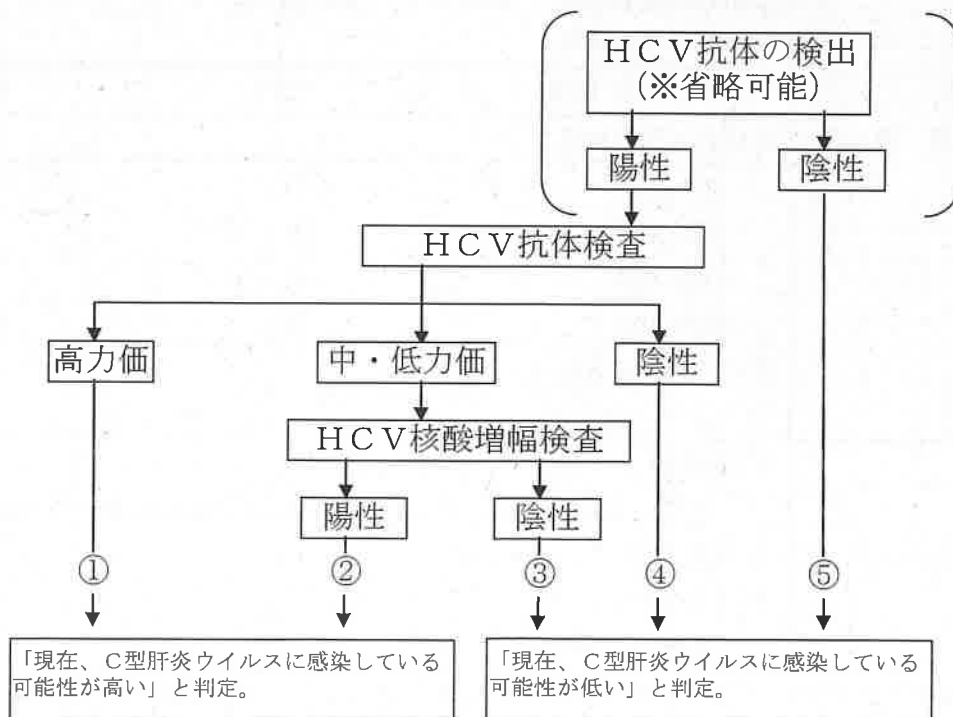 HCV抗体の検出
(※省略可能)
陽性
陰性
HCV抗体検査
高力価
中・低力価
陰性
HCV核酸増幅検査
陽性
陰性
①
②
③
④
⑤
「現在、C型肝炎ウイルスに感染している
可能性が高い」と判定。
「現在、C型肝炎ウイルスに感染している
可能性が低い」と判定。